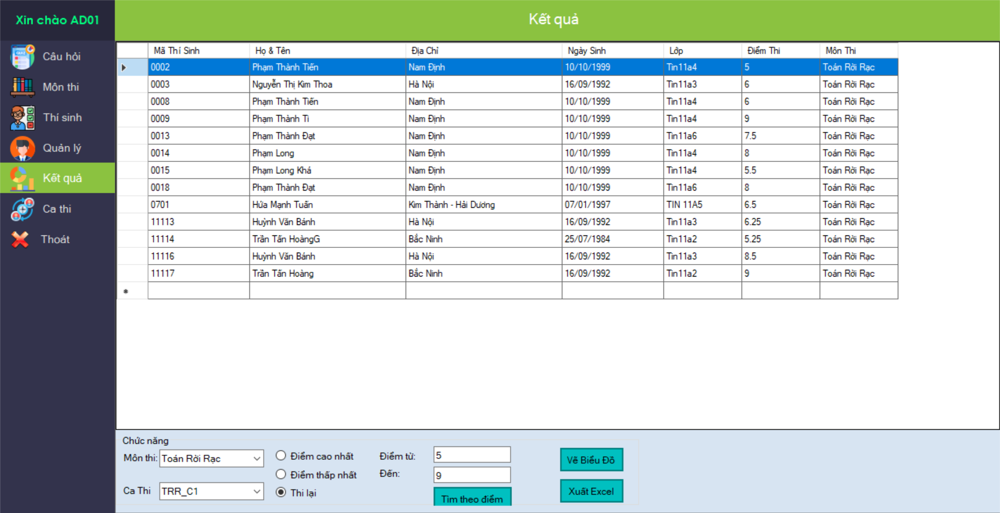 Xin chào AD01
Kết quả
Câu hỏi
Môn thi
Thí sinh
Quản lý
Kết quả
Ca thi
Thoát
Mã Thí Sinh Họ & Tên Địa Chỉ Ngày Sinh Lớp Điểm Thi Môn Thi
0002 Phạm Thành Tiến Nam Định 10/10/1999 Tin11a4 5 Toán Rời Rạc
0003 Nguyễn Thị Kim Thoa Hà Nội 16/09/1992 Tin11a3 6 Toán Rời Rạc
0008 Phạm Thành Tiến Nam Định 10/10/1999 Tin11a4 6 Toán Rời Rạc
0009 Phạm Thành Tì Nam Định 10/10/1999 Tin11a4 9 Toán Rời Rạc
0013 Phạm Thành Đạt Nam Định 10/10/1999 Tin11a6 7.5 Toán Rời Rạc
0014 Phạm Long Nam Định 10/10/1999 Tin11a4 8 Toán Rời Rạc
0015 Phạm Long Khá Nam Định 10/10/1999 Tin11a4 5.5 Toán Rời Rạc
0018 Phạm Thành Đạt Nam Định 10/10/1999 Tin11a6 8 Toán Rời Rạc
0701 Hứa Mạnh Tuấn Kim Thành - Hải Dương 07/01/1997 TIN 11A5 6.5 Toán Rời Rạc
11113 Huỳnh Văn Bánh Hà Nội 16/09/1992 Tin11a3 6.25 Toán Rời Rạc
11114 Trần Tấn HoàngG Bắc Ninh 25/07/1984 Tin11a2 5.25 Toán Rời Rạc
11116 Huỳnh Văn Bánh Hà Nội 16/09/1992 Tin11a3 8.5 Toán Rời Rạc
11117 Trần Tấn Hoàng Bắc Ninh 16/09/1992 Tin11a2 9 Toán Rời Rạc
Chức năng
Môn thi: Toán Rời Rạc
Ca Thi TRR_C1
Điểm cao nhất
Điểm thấp nhất
Thi lại
Điểm từ: 5
Đến: 9
Tìm theo điểm
Vẽ Biểu Đồ
Xuất Excel